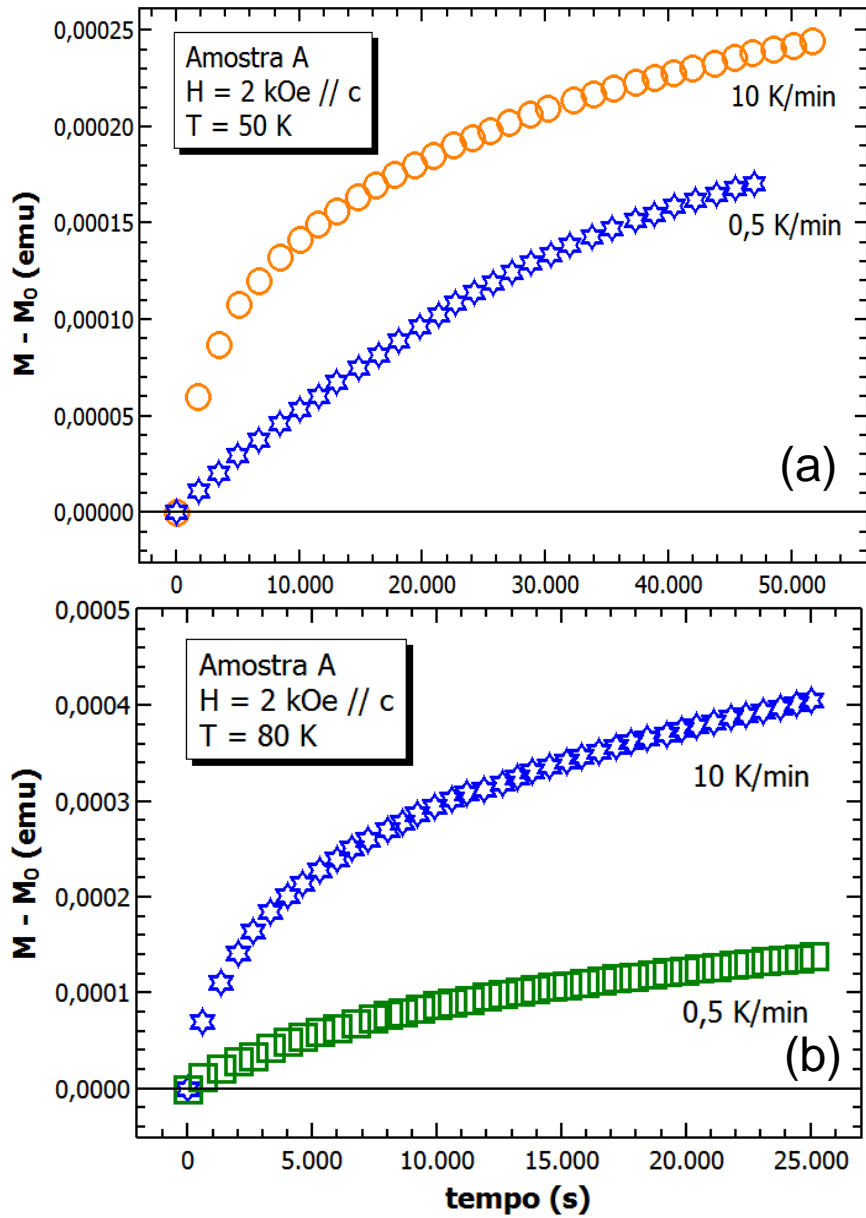 0,00025
0,00020
0,00015
0,00010
0,00005
0,00000
M - M₀ (emu)
Amostra A
H = 2 kOe // c
T = 50 K
10 K/min
0,5 K/min
(a)
0 10.000 20.000 30.000 40.000 50.000
0,0005
0,0004
0,0003
0,0002
0,0001
0,0000
M - M₀ (emu)
Amostra A
H = 2 kOe // c
T = 80 K
10 K/min
0,5 K/min
(b)
0 5.000 10.000 15.000 20.000 25.000
tempo (s)